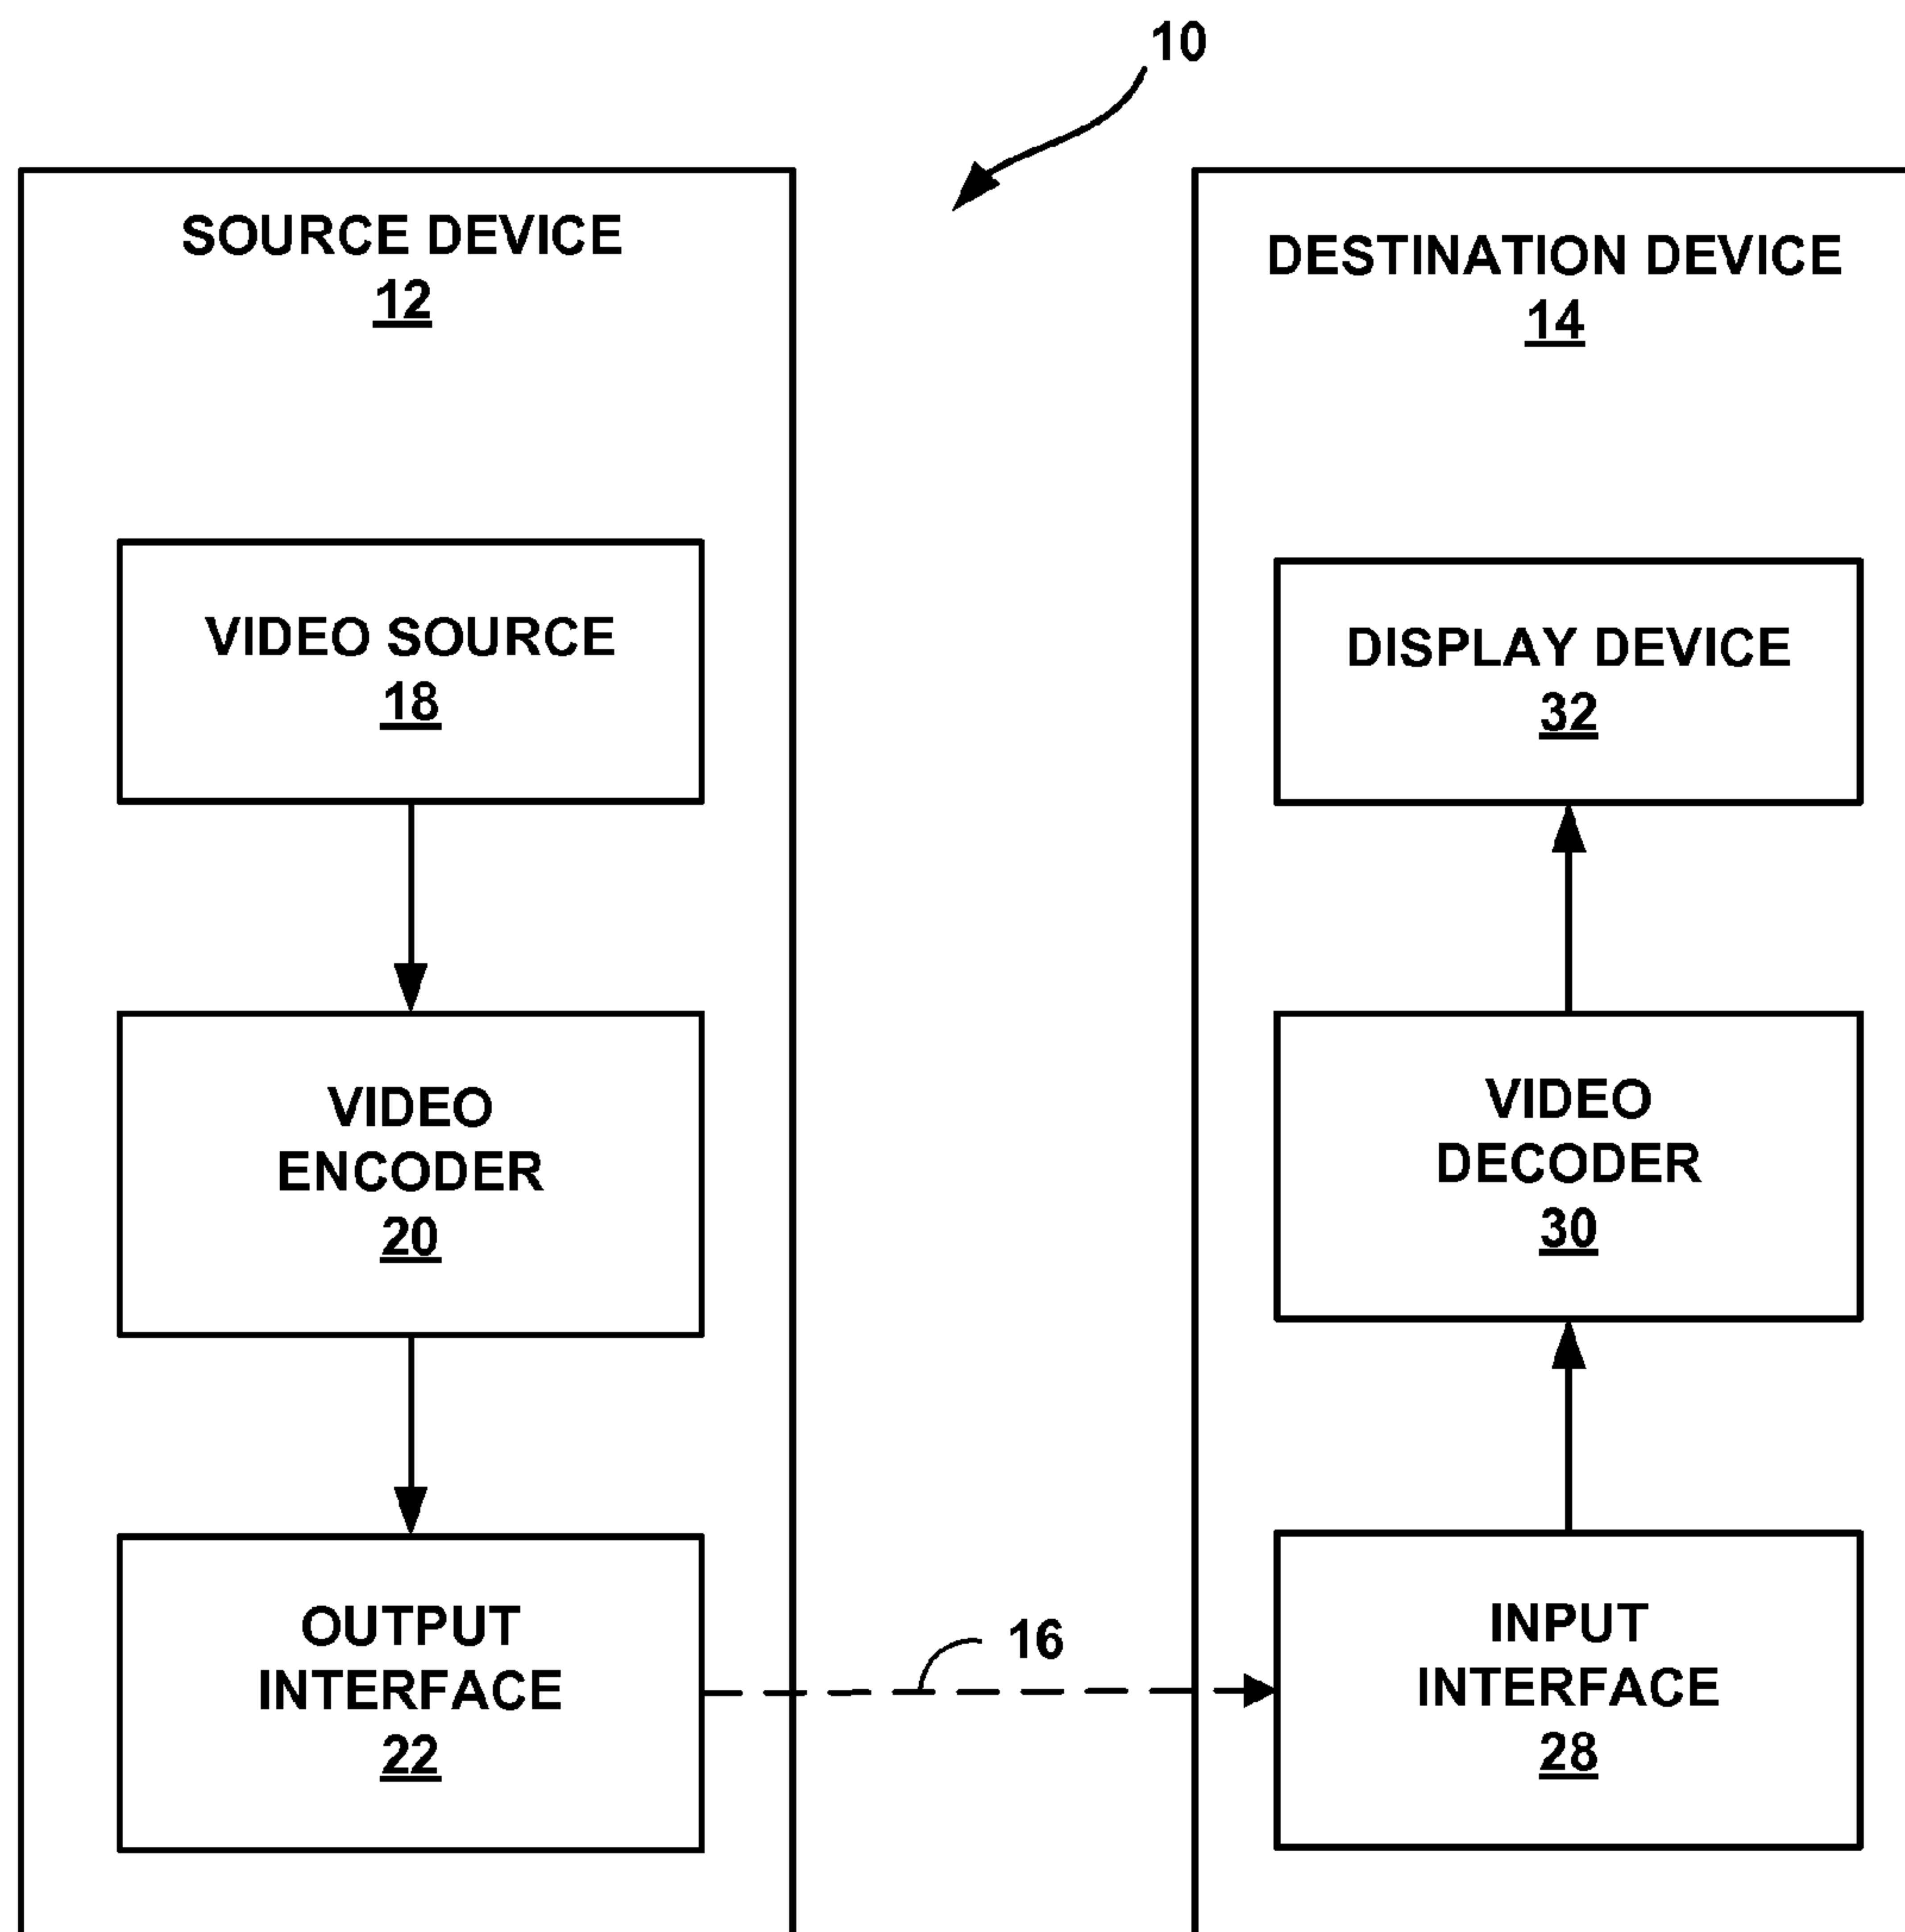 10
SOURCE DEVICE
12
VIDEO SOURCE
18
VIDEO
ENCODER
20
OUTPUT
INTERFACE
22
16
DESTINATION DEVICE
14
DISPLAY DEVICE
32
VIDEO
DECODER
30
INPUT
INTERFACE
28